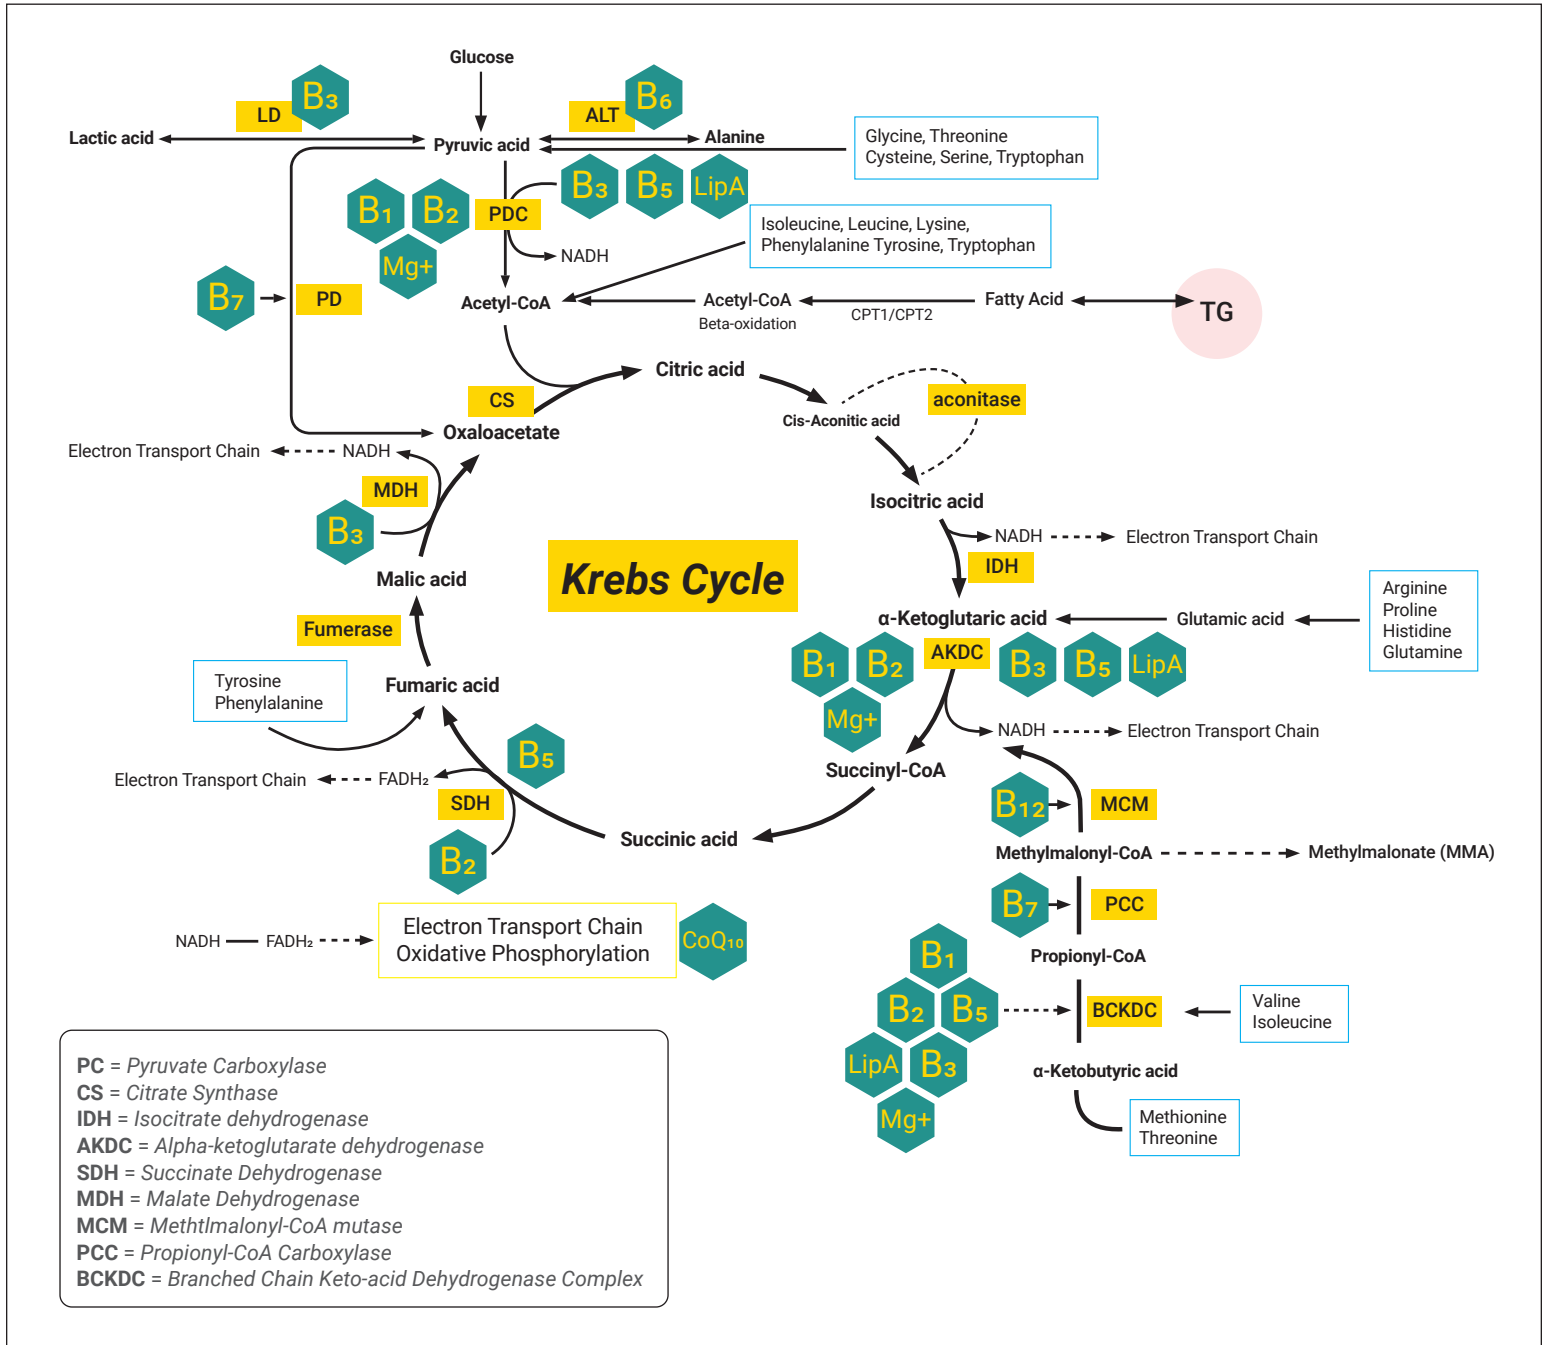 Glucose
LD
B3
ALT
B6
Lactic acid
Pyruvic acid
Alanine
Glycine, Threonine
Cysteine, Serine, Tryptophan
B1
B2
Mg+
PDC
B3
B5
LipA
NADH
Isoleucine, Leucine, Lysine,
Phenylalanine Tyrosine, Tryptophan
B7
PD
Acetyl-CoA
Acetyl-CoA
Beta-oxidation
CPT1/CPT2
Fatty Acid
TG
Citric acid
CS
Oxaloacetate
Cis-Aconitic acid
aconitase
Electron Transport Chain
NADH
MDH
B3
Isocitric acid
NADH
Electron Transport Chain
IDH
Krebs Cycle
Malic acid
Fumerase
α-Ketoglutaric acid
Glutamic acid
Arginine
Proline
Histidine
Glutamine
B1
B2
Mg+
AKDC
B3
B5
LipA
Tyrosine
Phenylalanine
Fumaric acid
NADH
Electron Transport Chain
Electron Transport Chain
FADH₂
B5
SDH
B2
Succinyl-CoA
Succinic acid
B12
MCM
Methylmalonyl-CoA
Methylmalonate (MMA)
B7
PCC
Propionyl-CoA
NADH
FADH₂
Electron Transport Chain
Oxidative Phosphorylation
CoQ₁₀
B1
B2
B5
LipA
B3
Mg+
BCKDC
Valine
Isoleucine
α-Ketobutyric acid
Methionine
Threonine
PC = Pyruvate Carboxylase
CS = Citrate Synthase
IDH = Isocitrate dehydrogenase
AKDC = Alpha-ketoglutarate dehydrogenase
SDH = Succinate Dehydrogenase
MDH = Malate Dehydrogenase
MCM = Methtlmalonyl-CoA mutase
PCC = Propionyl-CoA Carboxylase
BCKDC = Branched Chain Keto-acid Dehydrogenase Complex